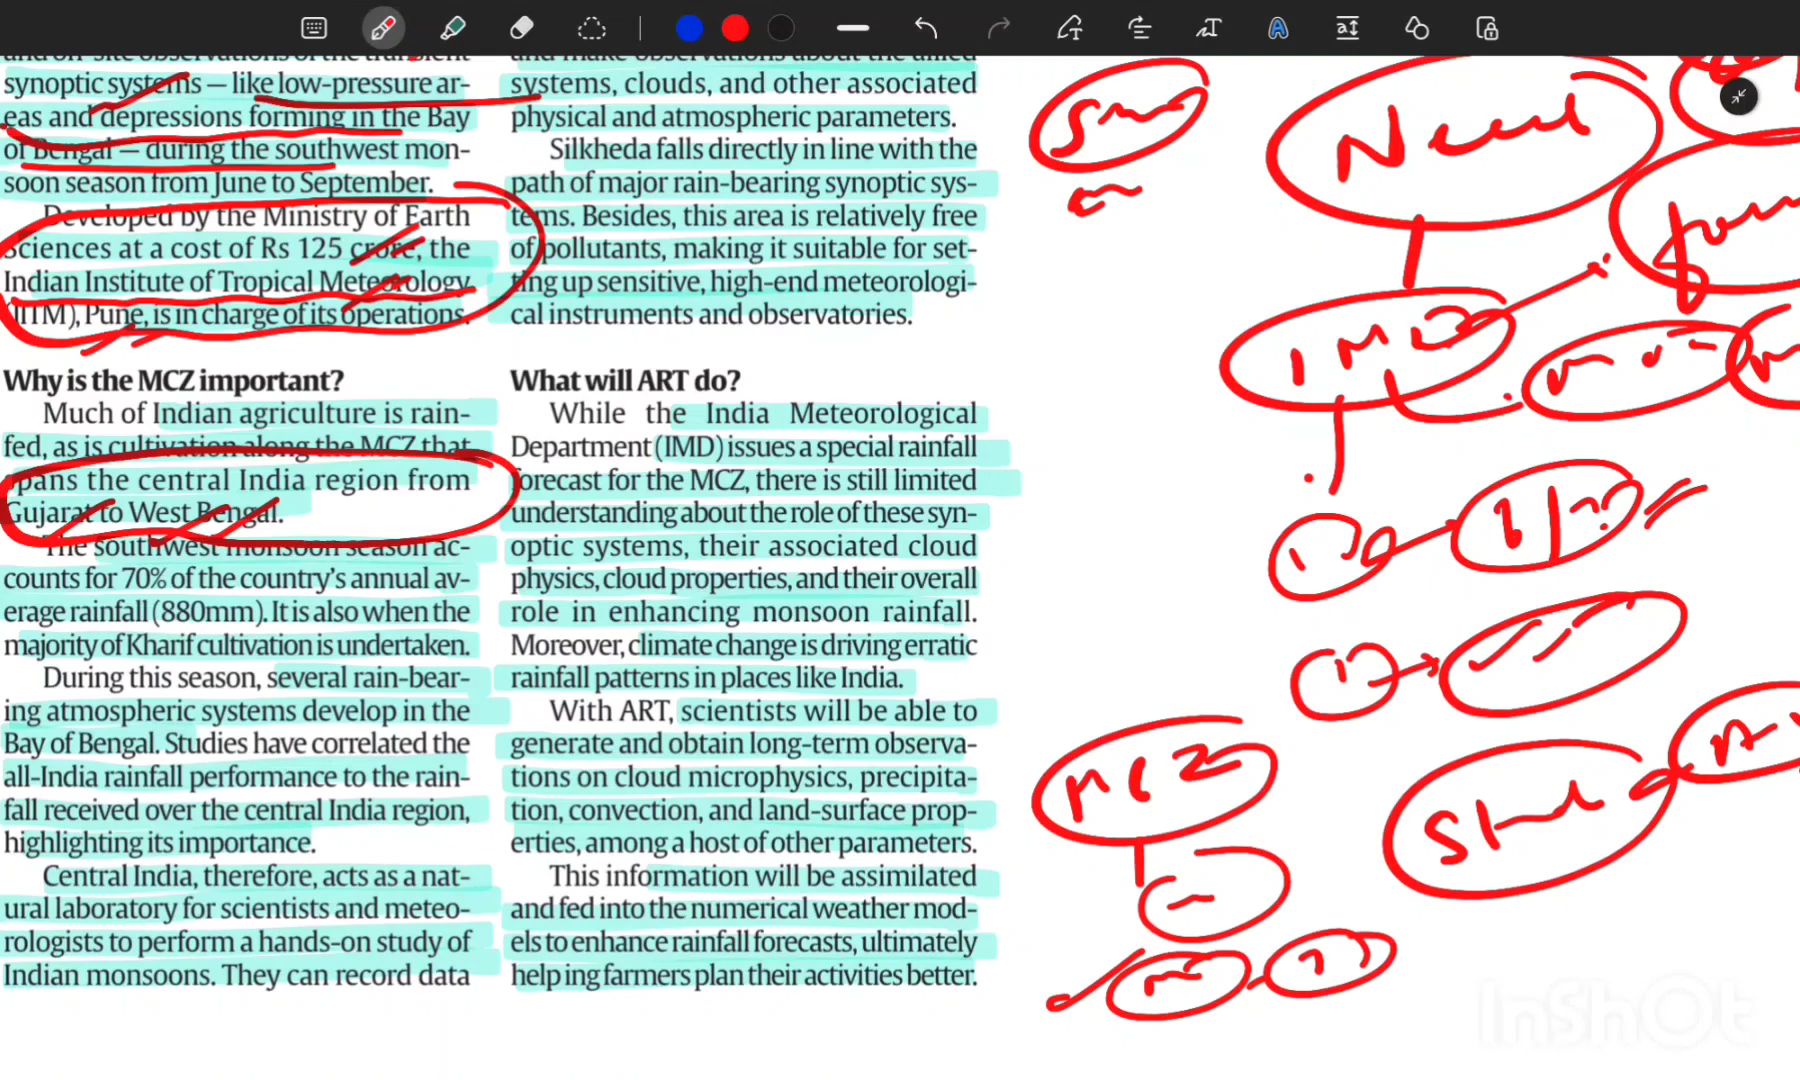 and on-site observations of the transient
synoptic systems — like low-pressure ar-
eas and depressions forming in the Bay
of Bengal — during the southwest mon-
soon season from June to September.
Developed by the Ministry of Earth
Sciences at a cost of Rs 125 crore, the
Indian Institute of Tropical Meteorology
(IITM), Pune, is in charge of its operations.
Why is the MCZ important?
Much of Indian agriculture is rain-
fed, as is cultivation along the MCZ that
spans the central India region from
Gujarat to West Bengal.
The southwest monsoon season ac-
counts for 70% of the country's annual av-
erage rainfall (880mm). It is also when the
majority of Kharif cultivation is undertaken.
During this season, several rain-bear-
ing atmospheric systems develop in the
Bay of Bengal. Studies have correlated the
all-India rainfall performance to the rain-
fall received over the central India region,
highlighting its importance.
Central India, therefore, acts as a nat-
ural laboratory for scientists and meteo-
rologists to perform a hands-on study of
Indian monsoons. They can record data
and make observations about the allied
systems, clouds, and other associated
physical and atmospheric parameters.
Silkheda falls directly in line with the
path of major rain-bearing synoptic sys-
tems. Besides, this area is relatively free
of pollutants, making it suitable for set-
ting up sensitive, high-end meteorologi-
cal instruments and observatories.
What will ART do?
While the India Meteorological
Department (IMD) issues a special rainfall
forecast for the MCZ, there is still limited
understanding about the role of these syn-
optic systems, their associated cloud
physics, cloud properties, and their overall
role in enhancing monsoon rainfall.
Moreover, climate change is driving erratic
rainfall patterns in places like India.
With ART, scientists will be able to
generate and obtain long-term observa-
tions on cloud microphysics, precipita-
tion, convection, and land-surface prop-
erties, among a host of other parameters.
This information will be assimilated
and fed into the numerical weather mod-
els to enhance rainfall forecasts, ultimately
helping farmers plan their activities better.
Need
IMD
MCZ
InShOt